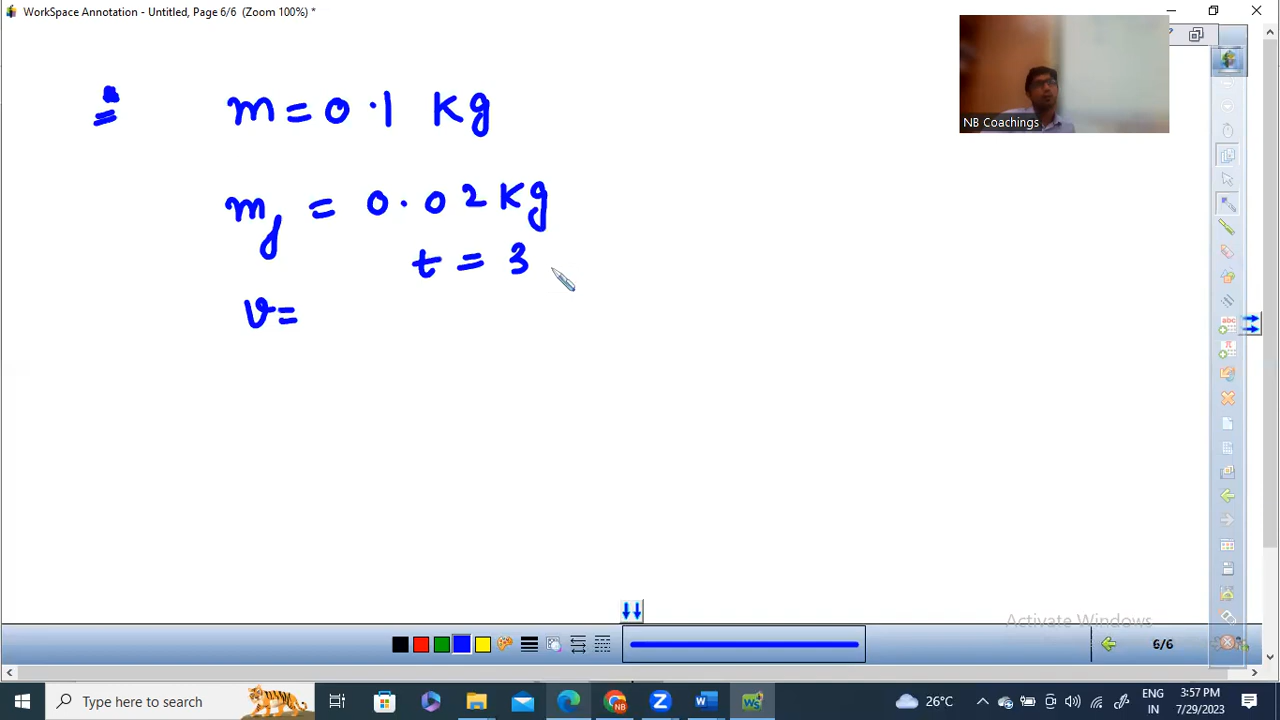 WorkSpace Annotation - Untitled, Page 6/6 (Zoom 100%) *
NB Coachings
m = 0.1 Kg
m_f = 0.02 Kg
t = 3
v =
Activate Windows
6/6
Type here to search
26°C
ENG
IN
3:57 PM
7/29/2023